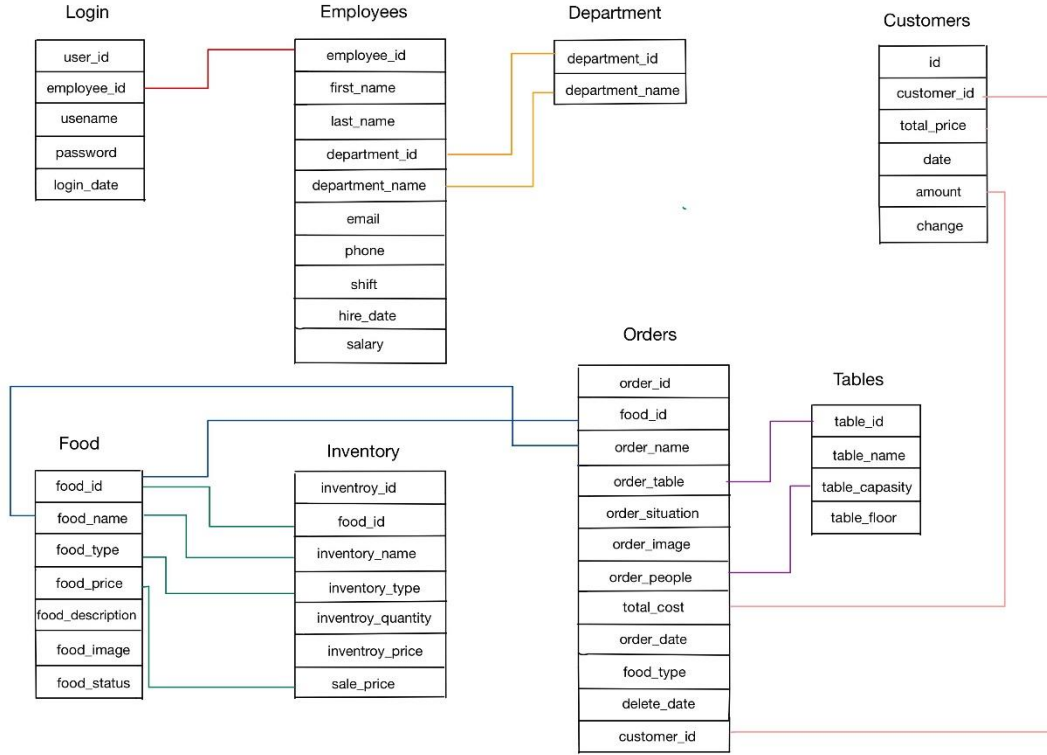 Login
user_id
employee_id
usename
password
login_date
Employees
employee_id
first_name
last_name
department_id
department_name
email
phone
shift
hire_date
salary
Department
department_id
department_name
Customers
id
customer_id
total_price
date
amount
change
Food
food_id
food_name
food_type
food_price
food_description
food_image
food_status
Inventory
inventroy_id
food_id
inventory_name
inventory_type
inventroy_quantity
inventroy_price
sale_price
Orders
order_id
food_id
order_name
order_table
order_situation
order_image
order_people
total_cost
order_date
food_type
delete_date
customer_id
Tables
table_id
table_name
table_capasity
table_floor